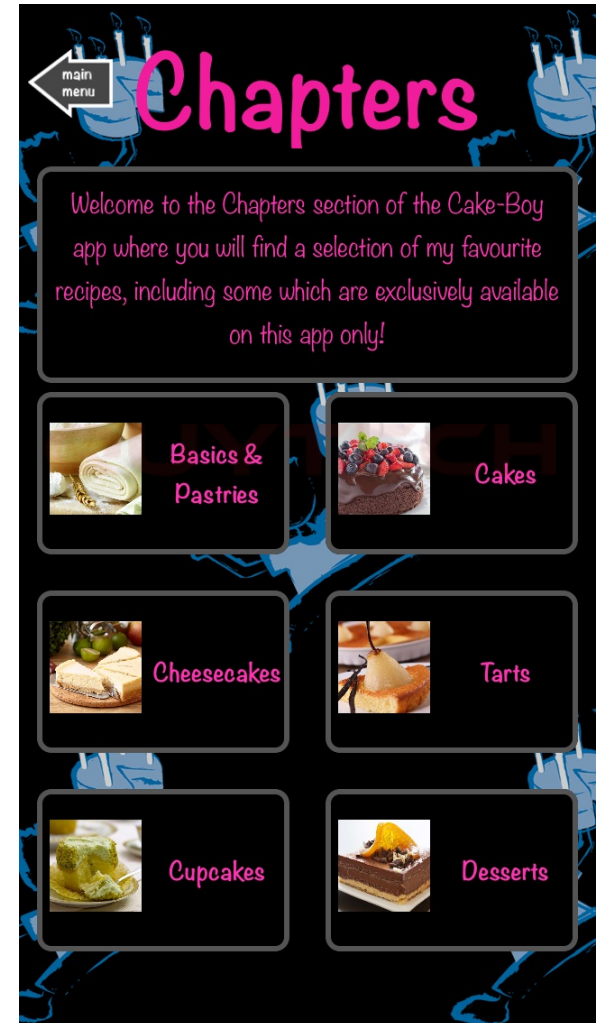 main
menu
Chapters
Welcome to the Chapters section of the Cake-Boy
app where you will find a selection of my favourite
recipes, including some which are exclusively available
on this app only!
Basics &
Pastries
Cakes
Cheesecakes
Tarts
Cupcakes
Desserts